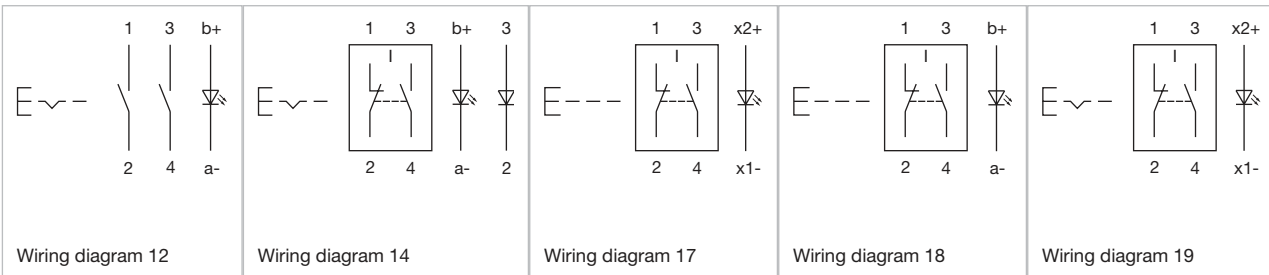 1 3 b+
2 4 a-
Wiring diagram 12
1 3 b+ 3
I
2 4 a- 2
Wiring diagram 14
1 3 x2+
I
2 4 x1-
Wiring diagram 17
1 3 b+
I
2 4 a-
Wiring diagram 18
1 3 x2+
I
2 4 x1-
Wiring diagram 19